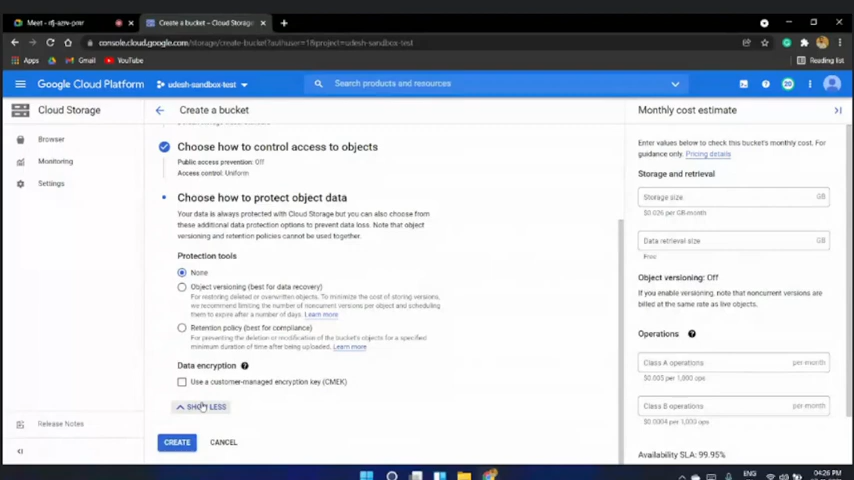 Create a bucket – Cloud Storage
console.cloud.google.com/storage/create-bucket?
Apps
Gmail
YouTube
Reading list
Google Cloud Platform
udesh-sandbox-test
Search products and resources
20
Cloud Storage
Browser
Monitoring
Settings
Release Notes
Create a bucket
Choose how to control access to objects
Public access prevention: Off
Access control: Uniform
Choose how to protect object data
Your data is always protected with Cloud Storage but you can also choose from
these additional data protection options to prevent data loss. Note that object
versioning and retention policies cannot be used together.
Protection tools
None
Object versioning (best for data recovery)
For restoring deleted or overwritten objects. To minimize the cost of storing versions,
we recommend limiting the number of noncurrent versions per object and scheduling
them to expire after a number of days. Learn more
Retention policy (best for compliance)
For preventing the deletion or modification of the bucket's objects for a specified
minimum duration of time after being uploaded. Learn more
Data encryption
Use a customer-managed encryption key (CMEK)
SHOW LESS
CREATE
CANCEL
Monthly cost estimate
Enter values below to check this bucket's monthly cost. For
guidance only. Pricing details
Storage and retrieval
Storage size
GB
$0.026 per GB-month
Data retrieval size
GB
Free
Object versioning: Off
If you enable versioning, note that noncurrent versions are
billed at the same rate as live objects.
Operations
Class A operations
per-month
$0.005 per 1,000 ops
Class B operations
per-month
$0.0004 per 1,000 ops
Availability SLA: 99.95%
ENG
04:26 PM